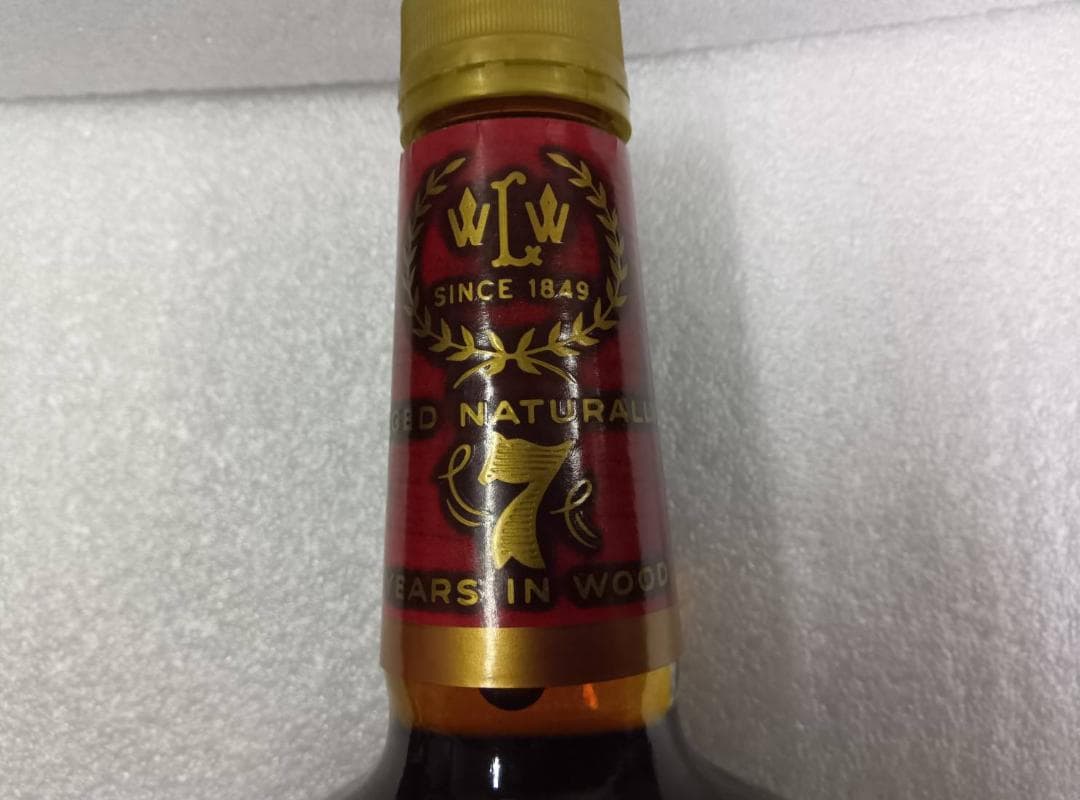 WLW
SINCE 1849
GED NATURALL
7
YEARS IN WOOD